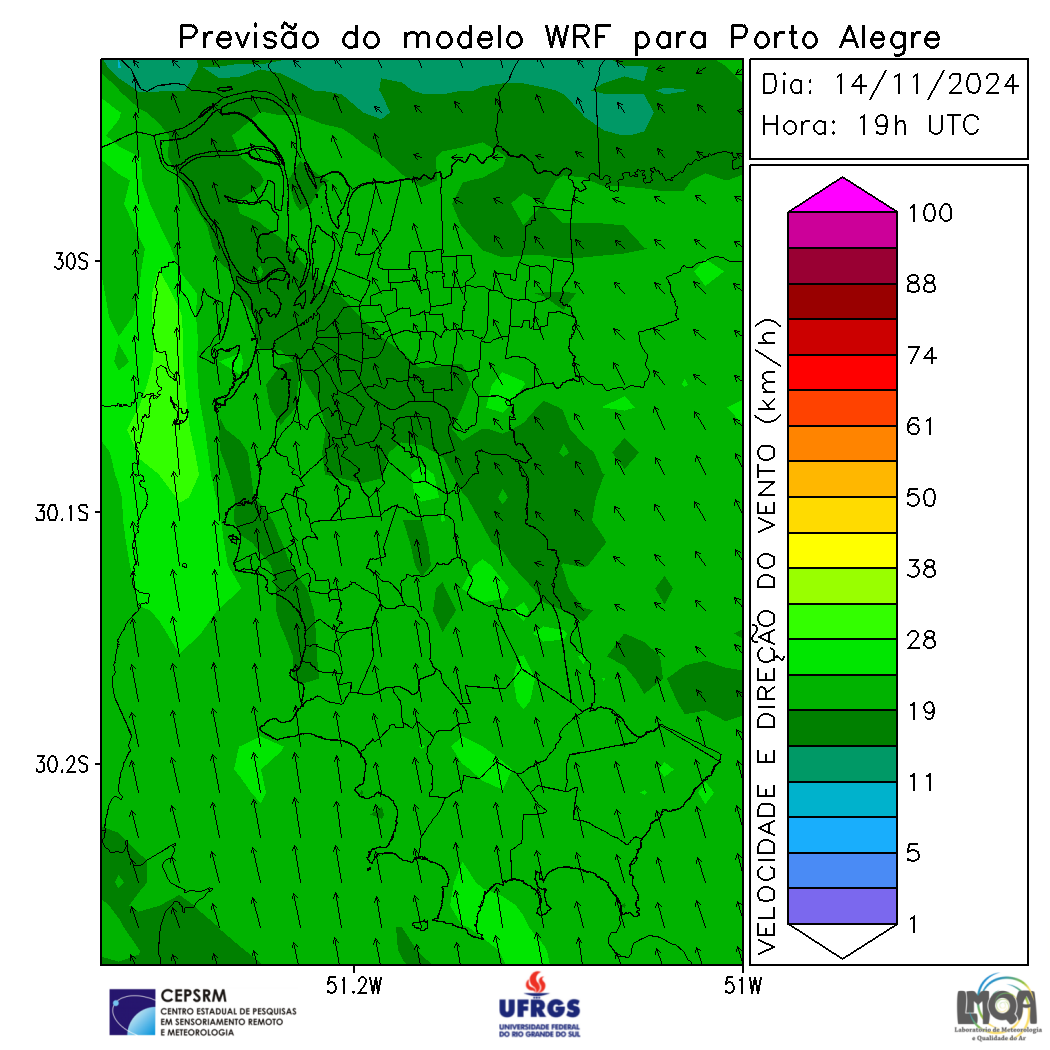 Previsão do modelo WRF para Porto Alegre
Dia: 14/11/2024
Hora: 19h UTC
30S
30.1S
30.2S
51.2W
51W
VELOCIDADE E DIREÇÃO DO VENTO (km/h)
100
88
74
61
50
38
28
19
11
5
1
CEPSRM
CENTRO ESTADUAL DE PESQUISAS
EM SENSORIAMENTO REMOTO
E METEOROLOGIA
UFRGS
UNIVERSIDADE FEDERAL
DO RIO GRANDE DO SUL
LMQA
Laboratório de Meteorologia
e Qualidade do Ar